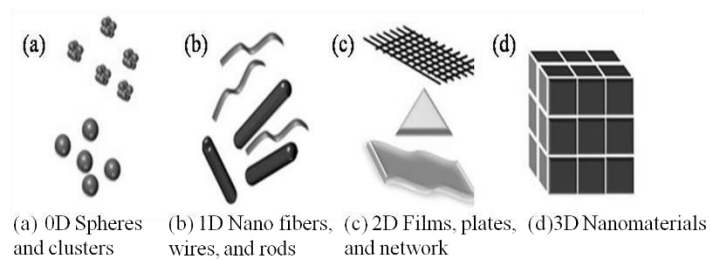 (a) (b) (c) (d)
(a) 0D Spheres and clusters
(b) 1D Nano fibers, wires, and rods
(c) 2D Films, plates, and network
(d)3D Nanomaterials